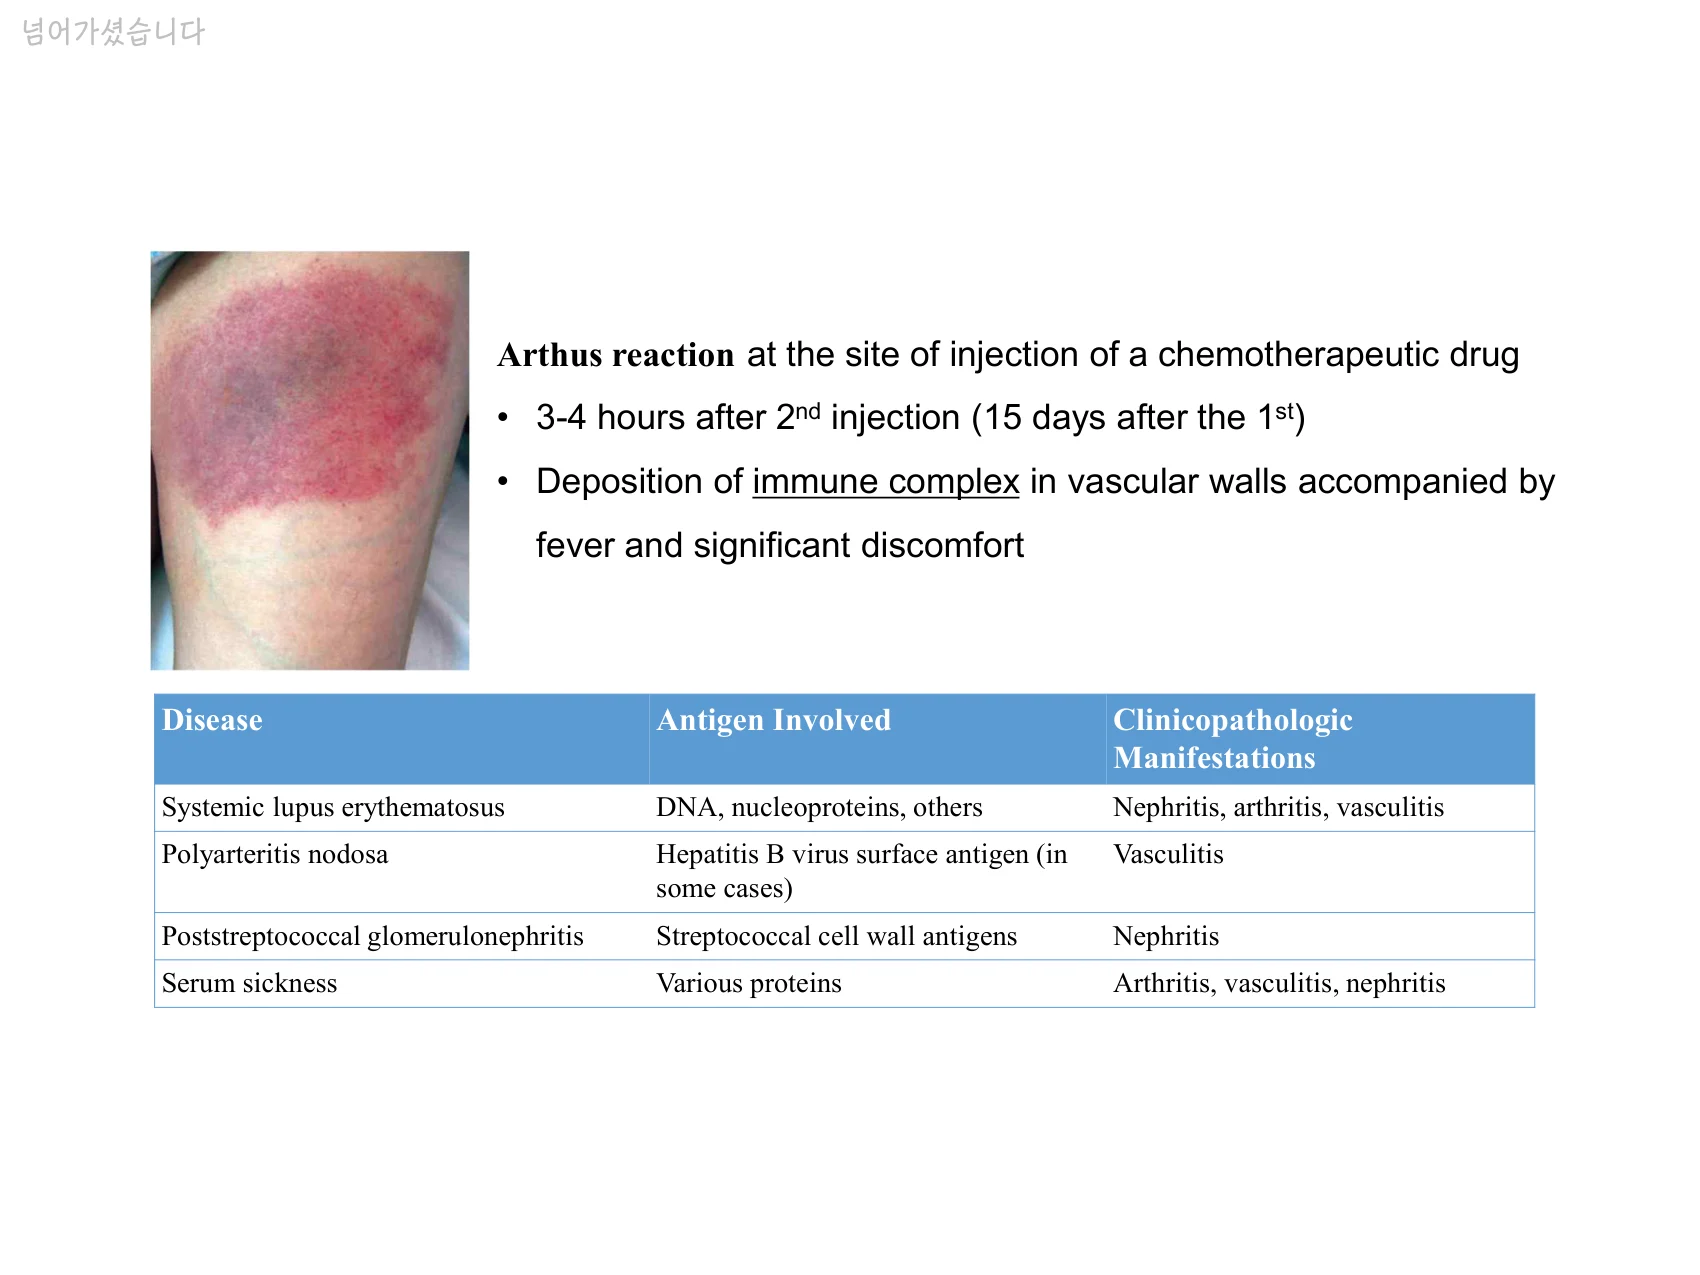 넘어가셨습니다
Arthus reaction at the site of injection of a chemotherapeutic drug
• 3-4 hours after 2nd injection (15 days after the 1st)
• Deposition of immune complex in vascular walls accompanied by
fever and significant discomfort
Disease Antigen Involved Clinicopathologic
Manifestations
Systemic lupus erythematosus DNA, nucleoproteins, others Nephritis, arthritis, vasculitis
Polyarteritis nodosa Hepatitis B virus surface antigen (in Vasculitis
some cases)
Poststreptococcal glomerulonephritis Streptococcal cell wall antigens Nephritis
Serum sickness Various proteins Arthritis, vasculitis, nephritis